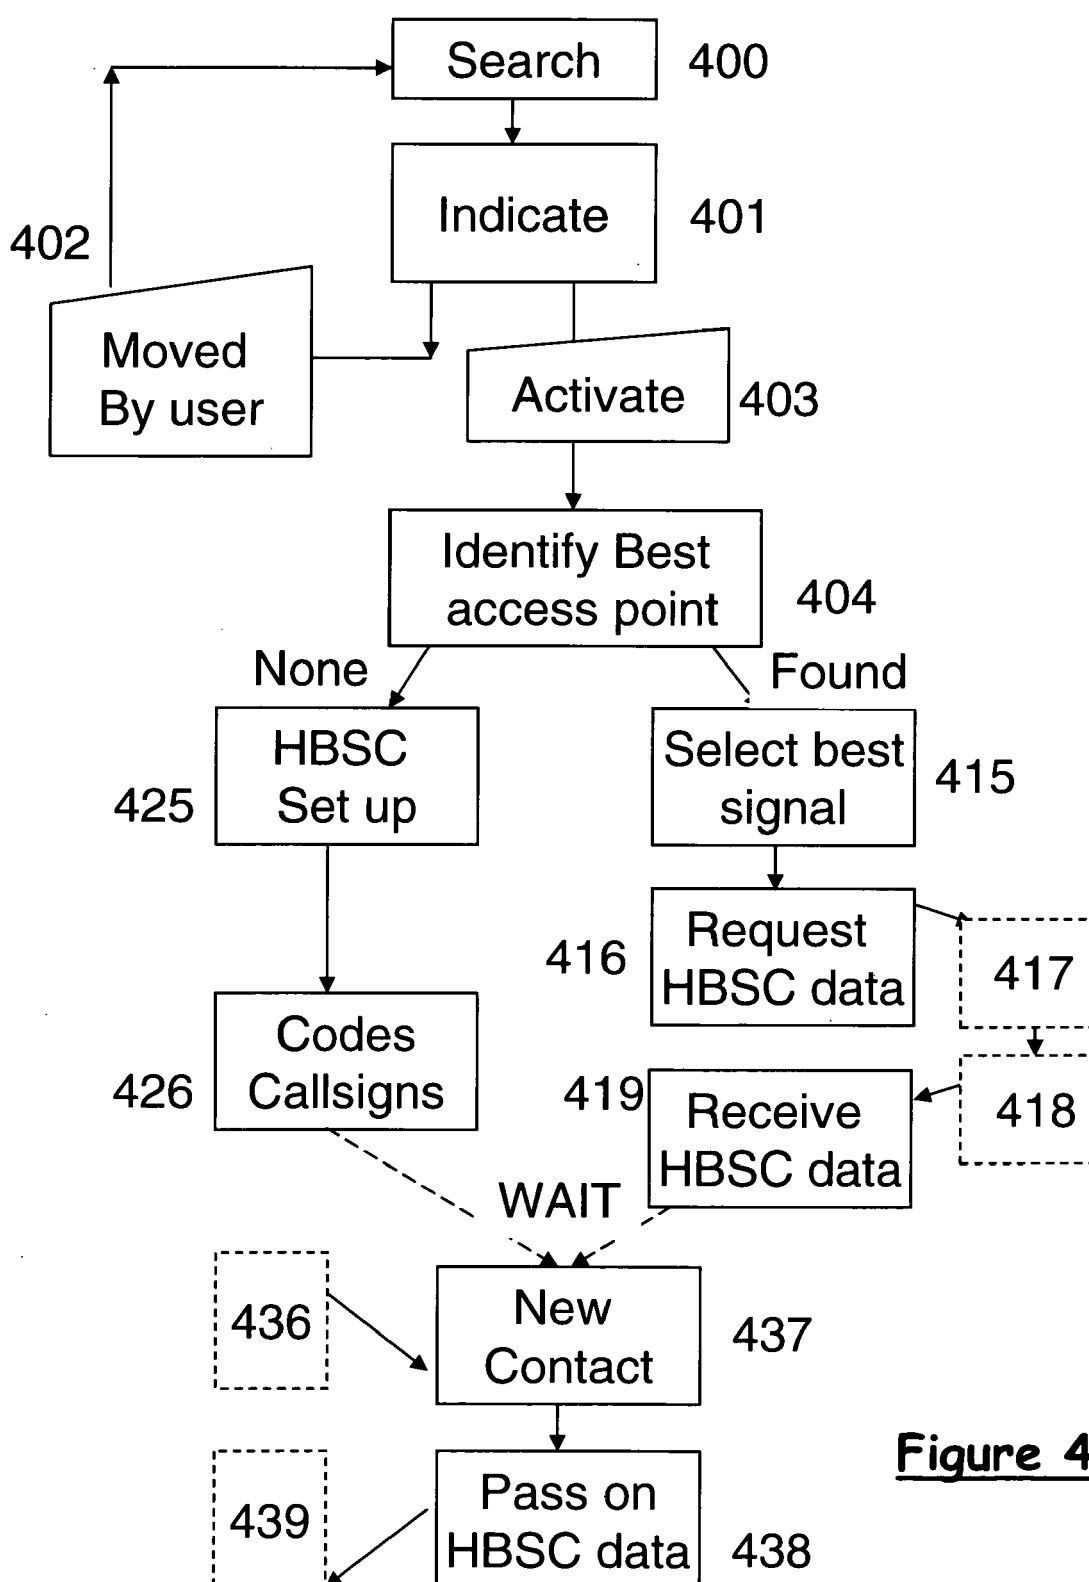 Search 400
Indicate 401
402
Moved
By user
Activate 403
Identify Best
access point 404
None
Found
HBSC
Set up
425
Select best
signal
415
Request
HBSC data
416
417
Codes
Callsigns
426
419
Receive
HBSC data
418
WAIT
436
New
Contact
437
Figure 4
439
Pass on
HBSC data
438